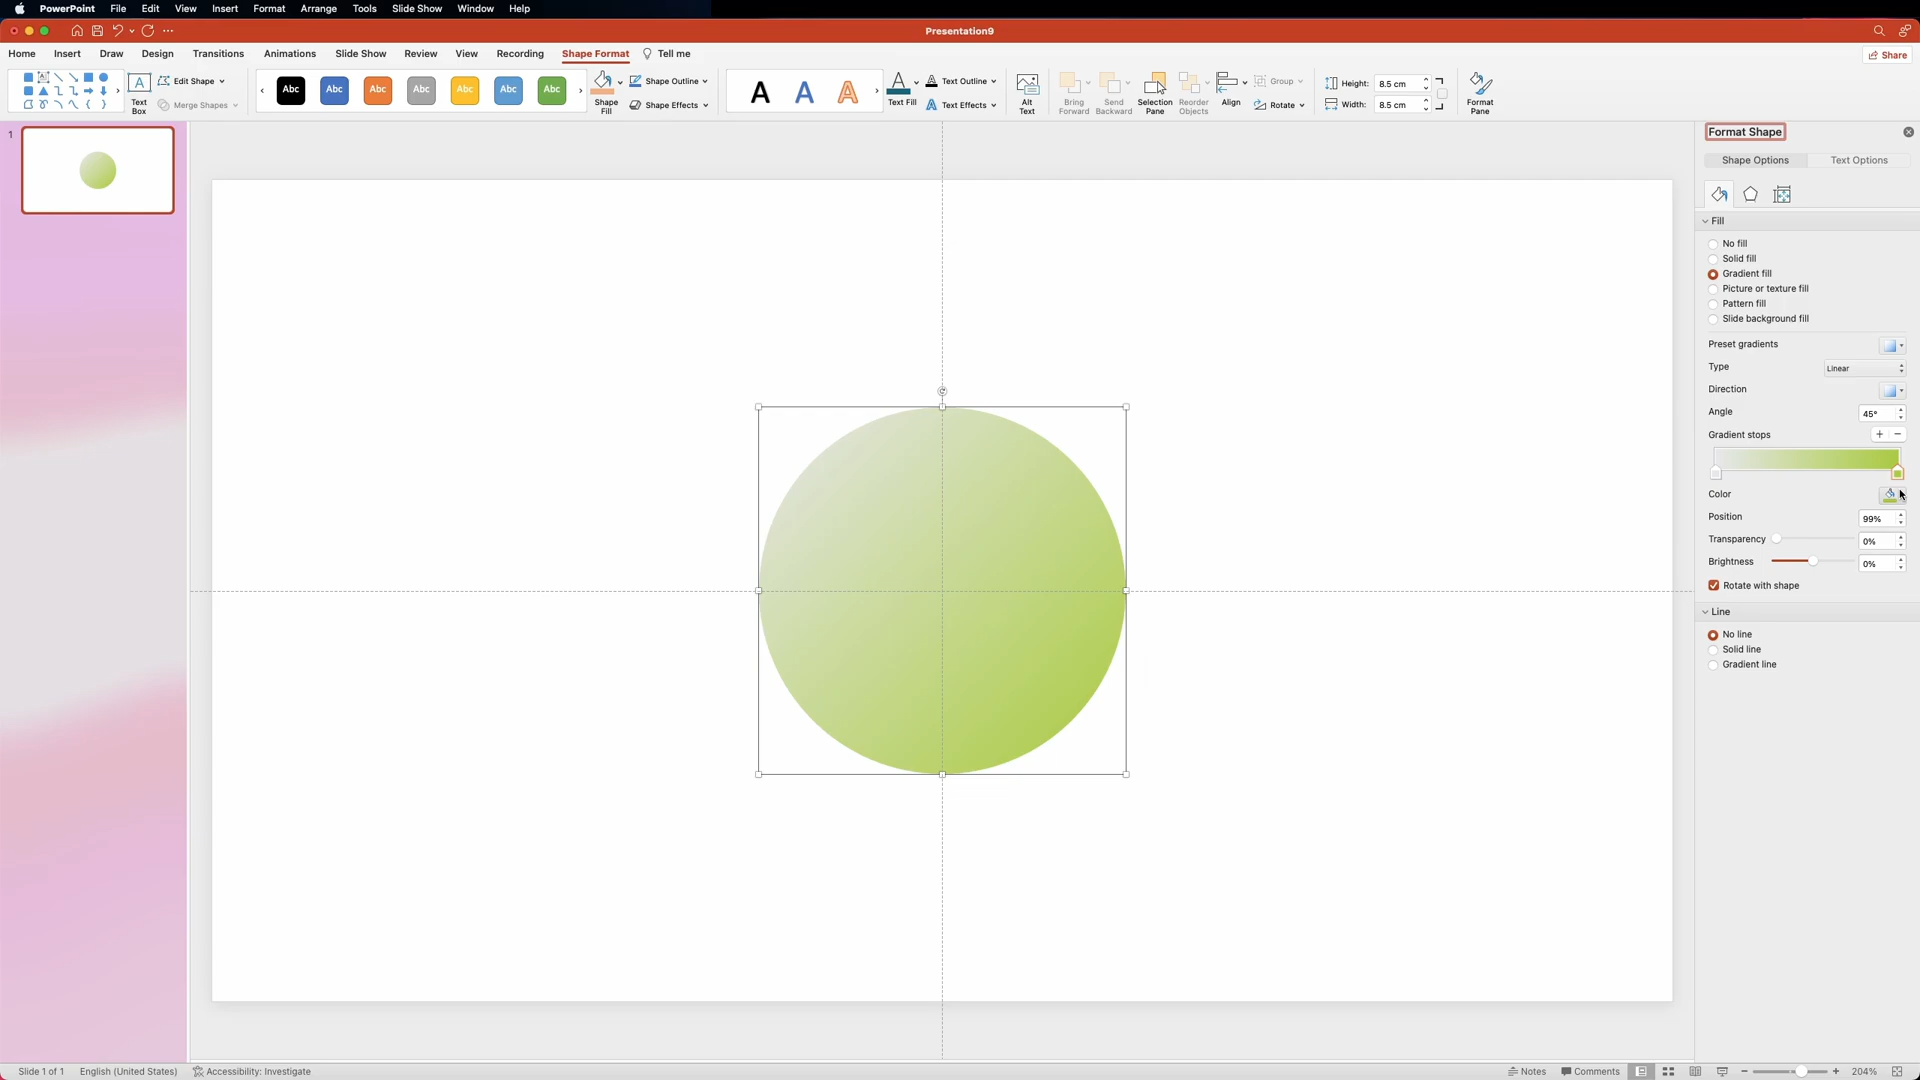 PowerPoint File Edit View Insert Format Arrange Tools Slide Show Window Help
Presentation9
Home Insert Draw Design Transitions Animations Slide Show Review View Recording Shape Format Tell me
Share
A
Text Box
Edit Shape
Merge Shapes
Abc Abc Abc Abc Abc Abc Abc
Shape Fill
Shape Outline
Shape Effects
A A A
Text Fill
Text Outline
Text Effects
Alt Text
Bring Forward
Send Backward
Selection Pane
Reorder Objects
Align
Group
Rotate
Height: 8.5 cm
Width: 8.5 cm
Format Pane
1
Format Shape
Shape Options Text Options
Fill
No fill
Solid fill
Gradient fill
Picture or texture fill
Pattern fill
Slide background fill
Preset gradients
Type Linear
Direction
Angle 45°
Gradient stops + −
Color
Position 99%
Transparency 0%
Brightness 0%
Rotate with shape
Line
No line
Solid line
Gradient line
Slide 1 of 1 English (United States) Accessibility: Investigate
Notes Comments − + 204%